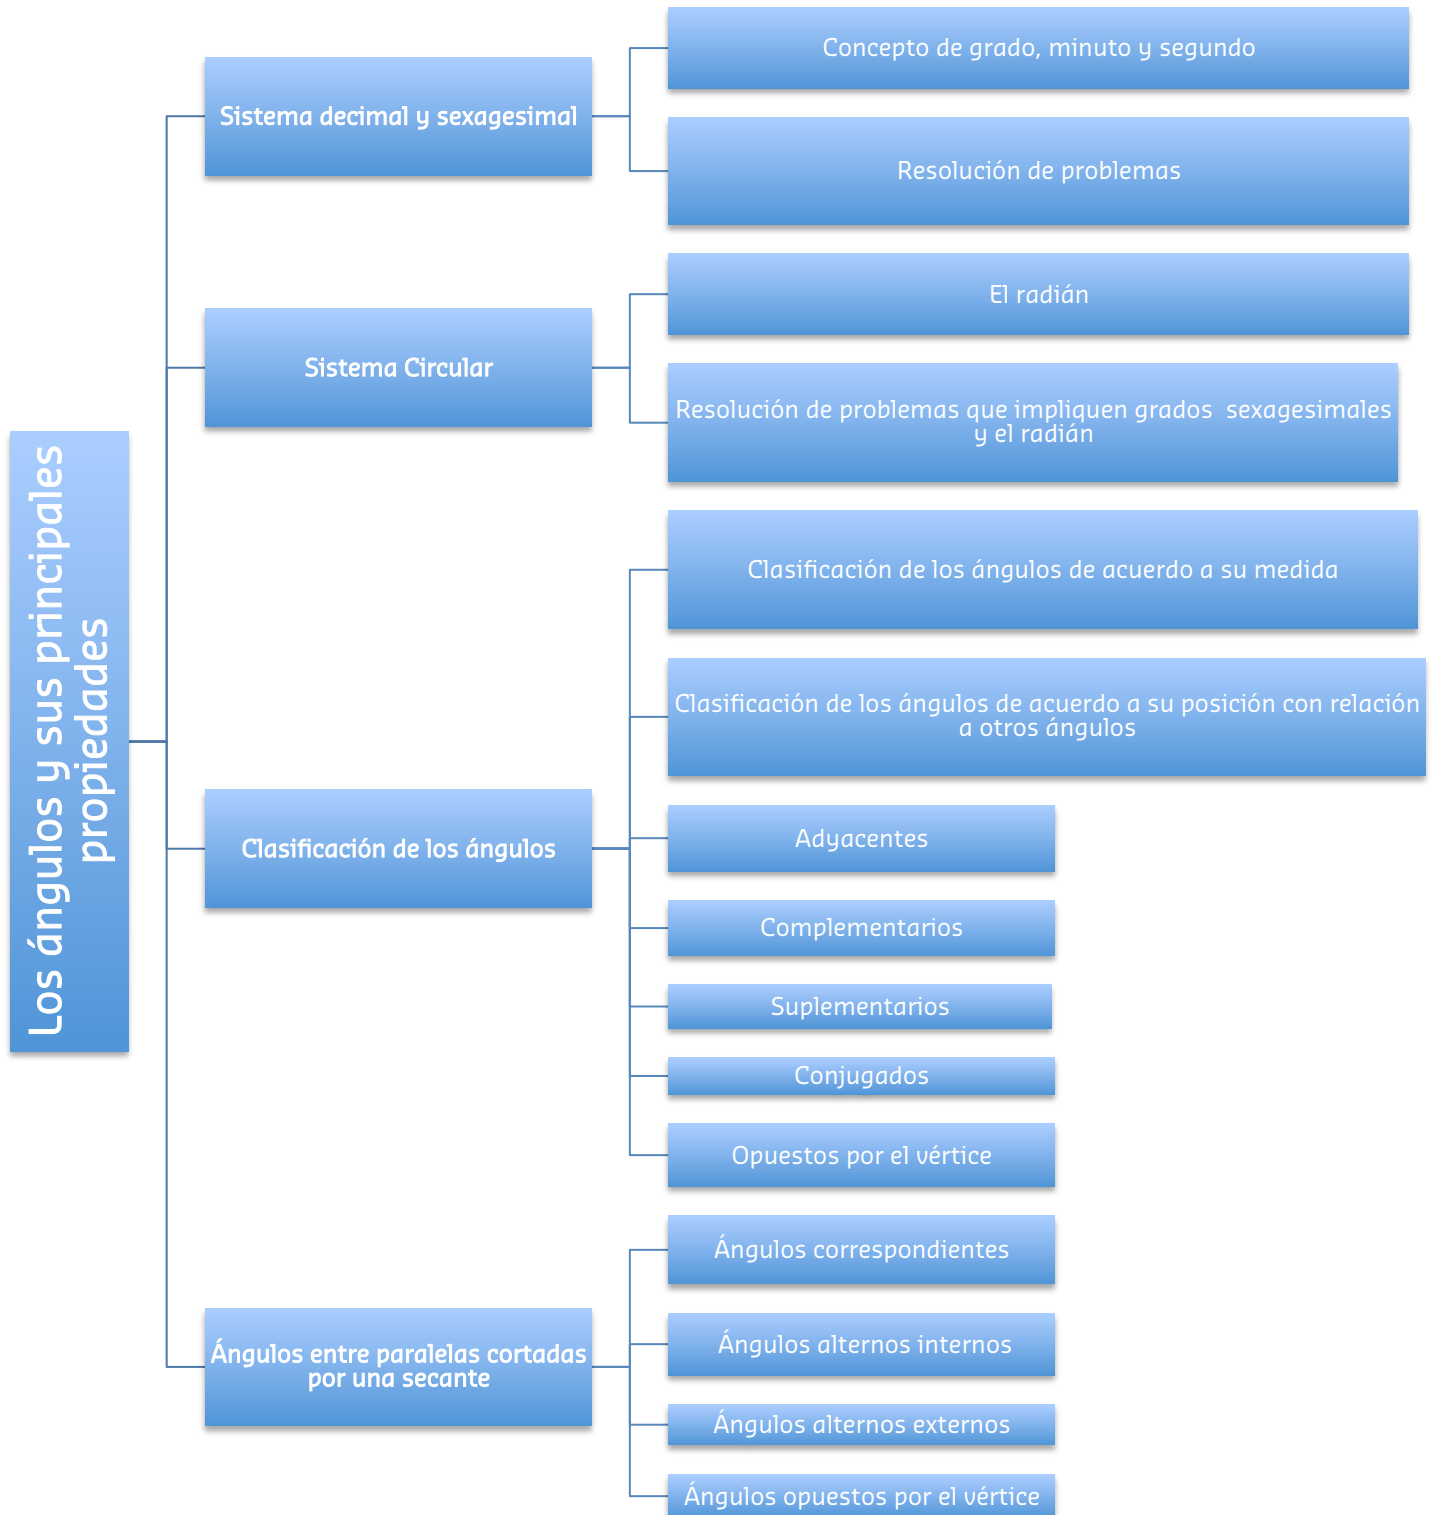 Los ángulos y sus principales
propiedades
Sistema decimal y sexagesimal
Concepto de grado, minuto y segundo
Resolución de problemas
Sistema Circular
El radián
Resolución de problemas que impliquen grados  sexagesimales
y el radián
Clasificación de los ángulos
Clasificación de los ángulos de acuerdo a su medida
Clasificación de los ángulos de acuerdo a su posición con relación
a otros ángulos
Adyacentes
Complementarios
Suplementarios
Conjugados
Opuestos por el vértice
Ángulos entre paralelas cortadas
por una secante
Ángulos correspondientes
Ángulos alternos internos
Ángulos alternos externos
Ángulos opuestos por el vértice